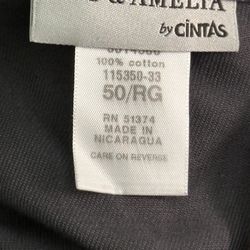 & AMELIA
by CINTAS
100% cotton
115350-33
50/RG
RN 51374
MADE IN
NICARAGUA
CARE ON REVERSE